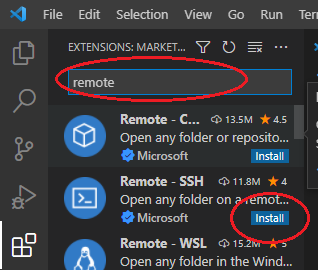 File Edit Selection View Go Run Term
EXTENSIONS: MARKET...
remote
Remote - C... 13.5M 4.5
Open any folder or reposito...
Microsoft Install
Remote - SSH 11.8M 4
Open any folder on a remot...
Microsoft Install
Remote - WSL 15.2M 5
Open any folder in the Wind...